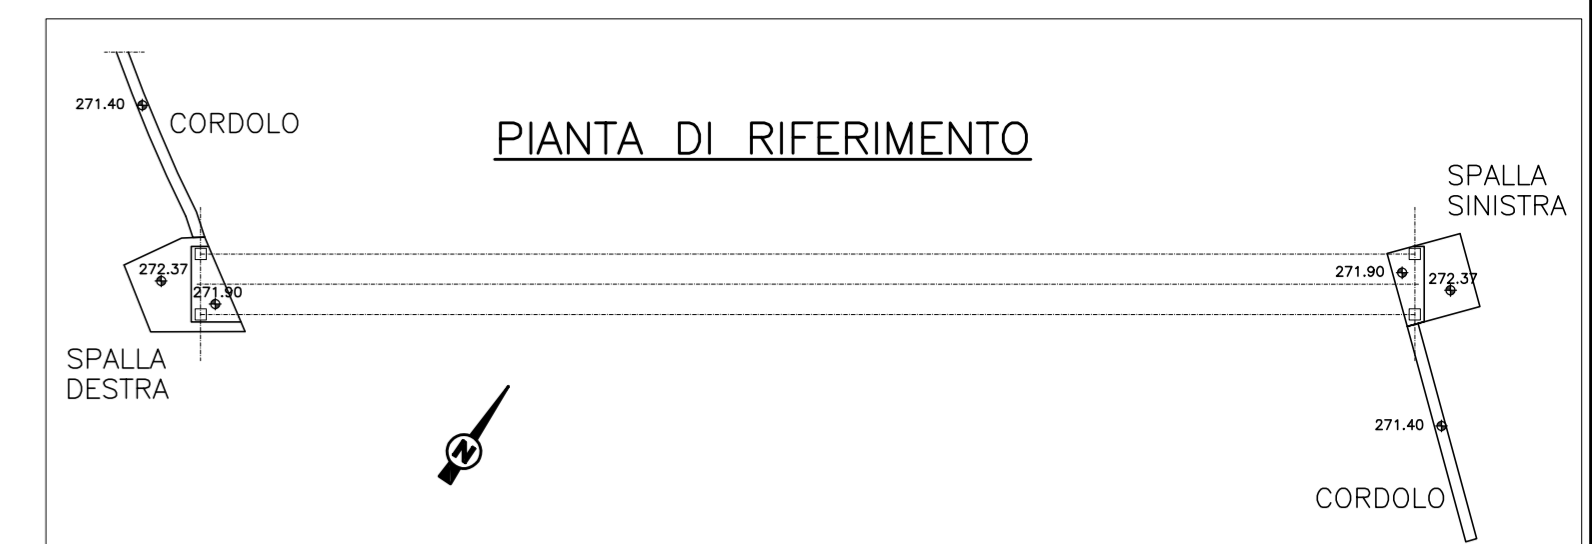 271.40
CORDOLO
PIANTA DI RIFERIMENTO
SPALLA
SINISTRA
272.37
271.90
271.90
272.37
SPALLA
DESTRA
N
271.40
CORDOLO